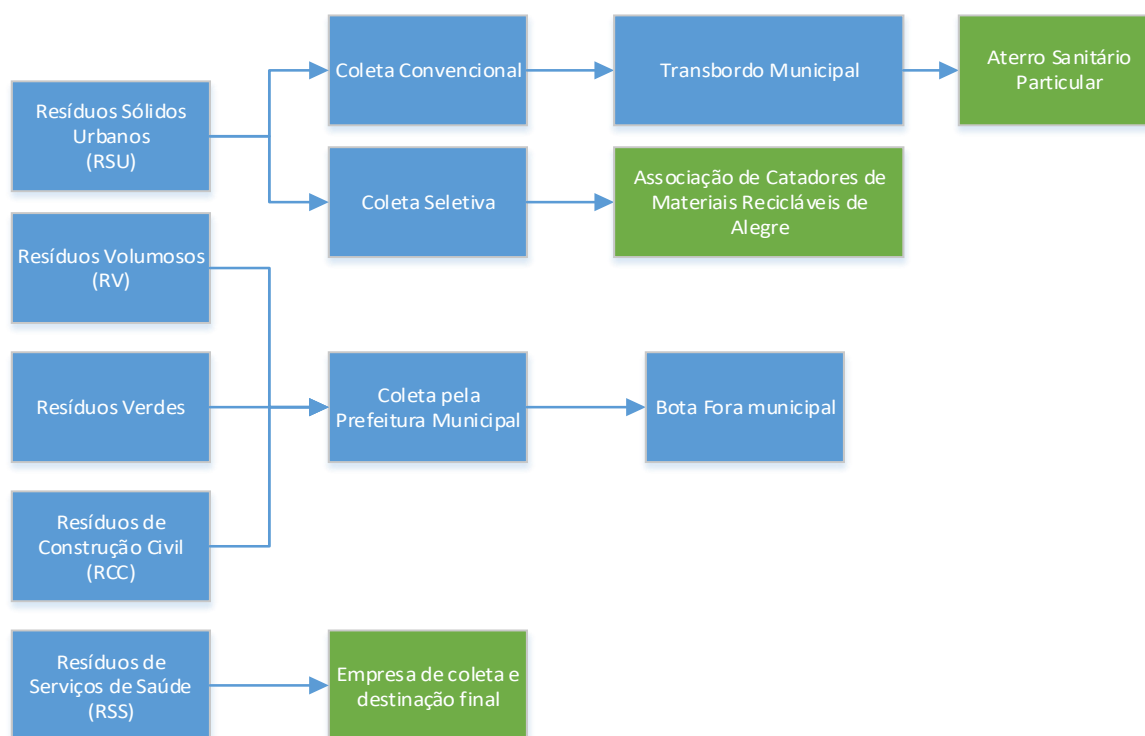 Coleta Convencional
Transbordo Municipal
Aterro Sanitário
Particular
Resíduos Sólidos
Urbanos
(RSU)
Coleta Seletiva
Associação de Catadores de
Materiais Recicláveis de
Alegre
Resíduos Volumosos
(RV)
Resíduos Verdes
Coleta pela
Prefeitura Municipal
Bota Fora municipal
Resíduos de
Construção Civil
(RCC)
Resíduos de
Serviços de Saúde
(RSS)
Empresa de coleta e
destinação final